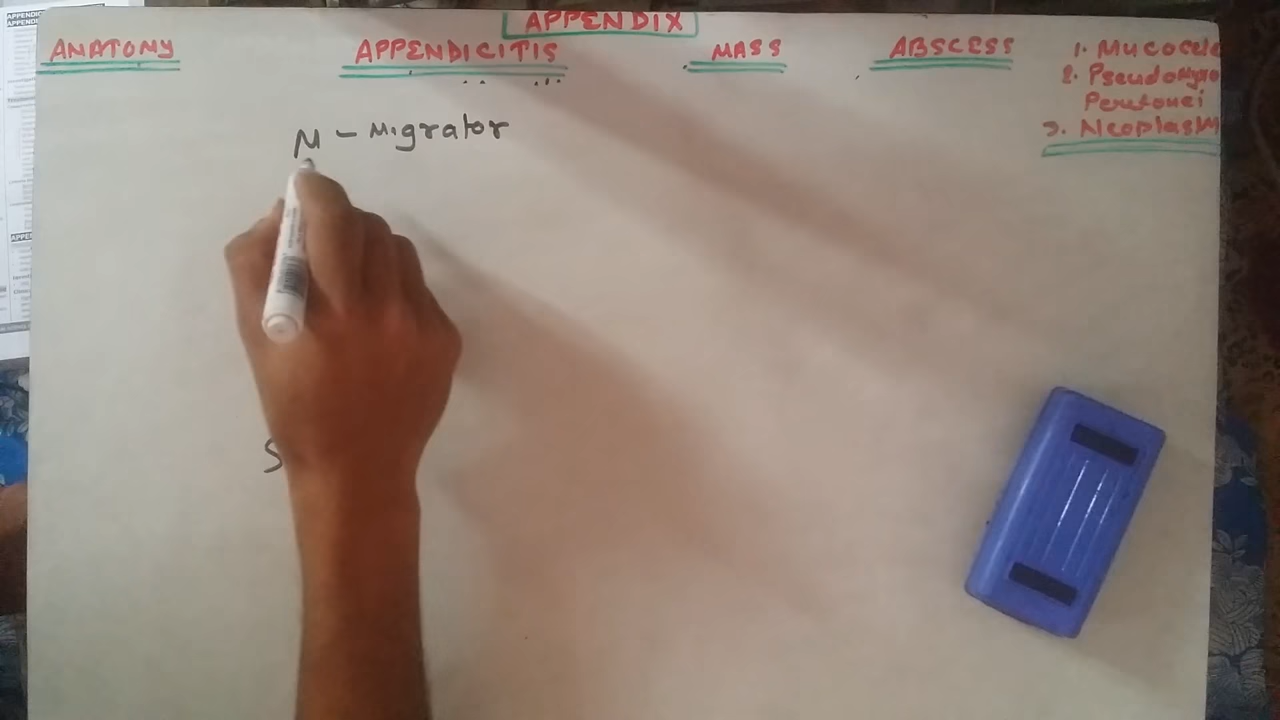 APPENDIX
ANATOMY
APPENDICITIS
MASS
ABSCESS
1. Mucocele
2. Pseudomyxo
Peritonei
3. Neoplasm
M - Migrator
S